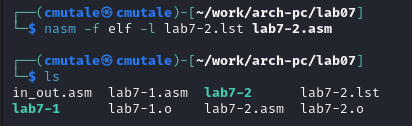 ┌──(cmutale㉿cmutale)-[~/work/arch-pc/lab07]
└─$ nasm -f elf -l lab7-2.lst lab7-2.asm
┌──(cmutale㉿cmutale)-[~/work/arch-pc/lab07]
└─$ ls
in_out.asm lab7-1.asm lab7-2 lab7-2.lst
lab7-1 lab7-1.o lab7-2.asm lab7-2.o